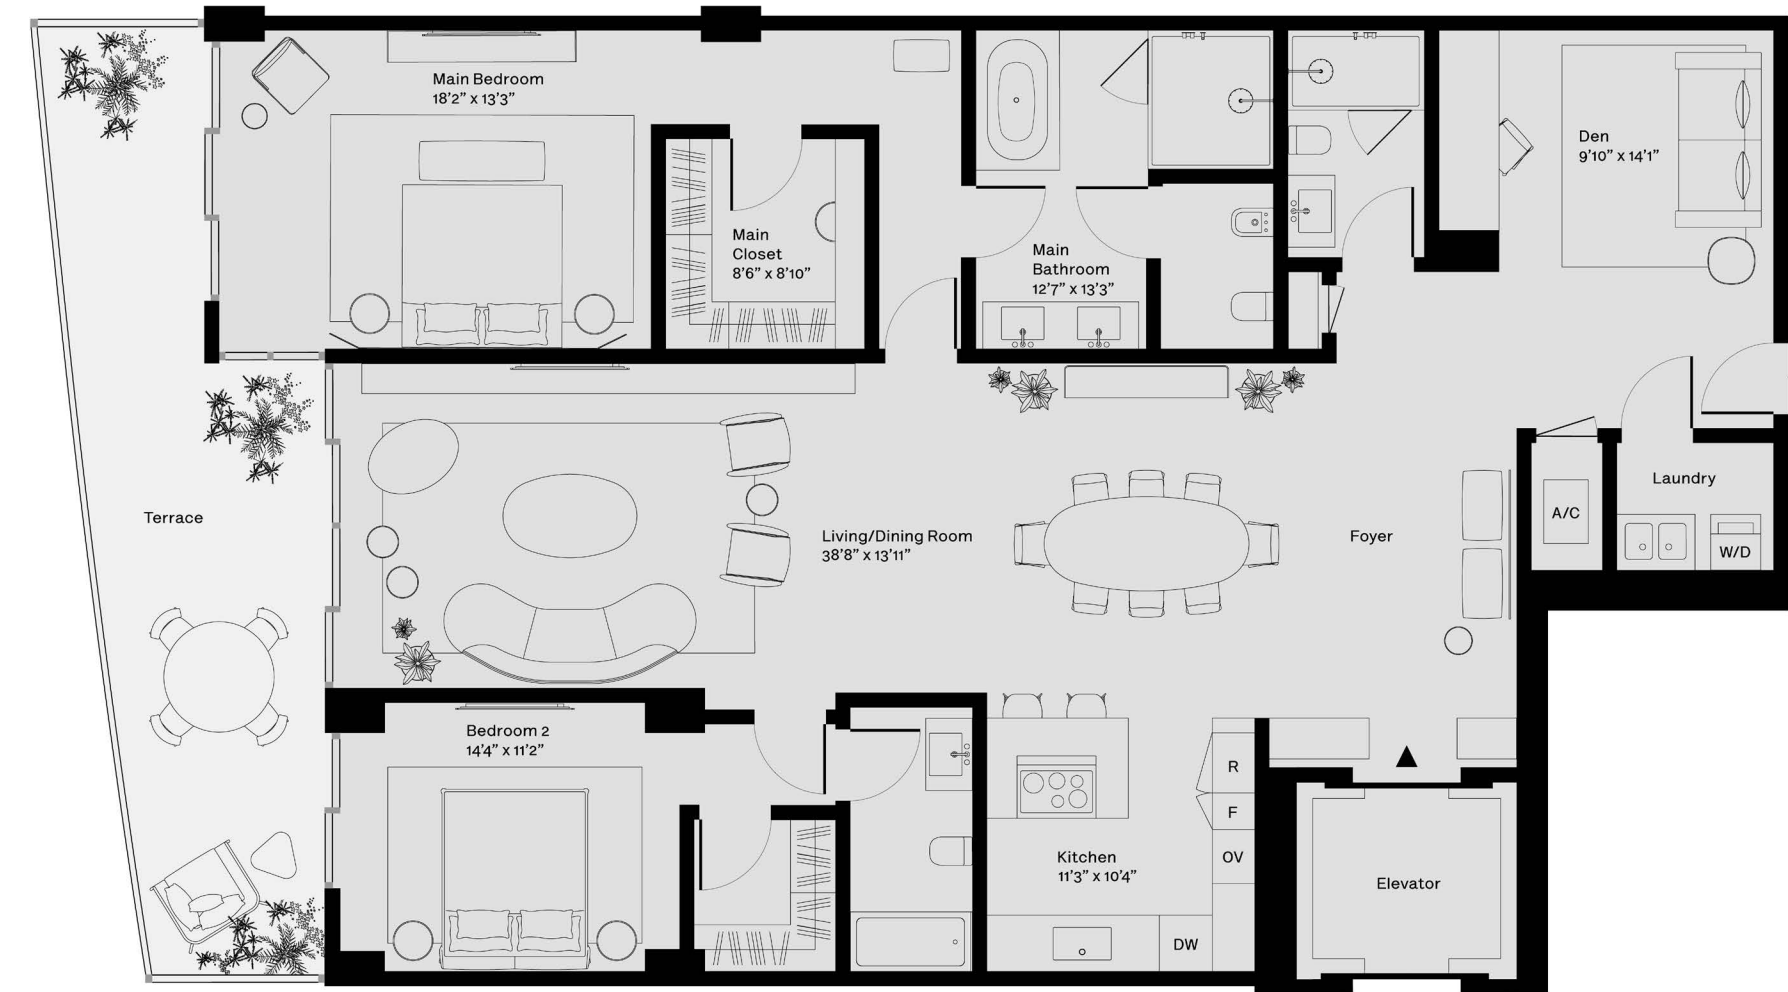 Main Bedroom
18'2” x 13'3”
Den
9'10” x 14'1”
Main
Closet
8'6” x 8'10”
Main
Bathroom
12'7” x 13'3”
Terrace
Living/Dining Room
38'8” x 13'11”
Foyer
A/C
Laundry
W/D
Bedroom 2
14'4” x 11'2”
R
F
OV
Kitchen
11'3” x 10'4”
DW
Elevator